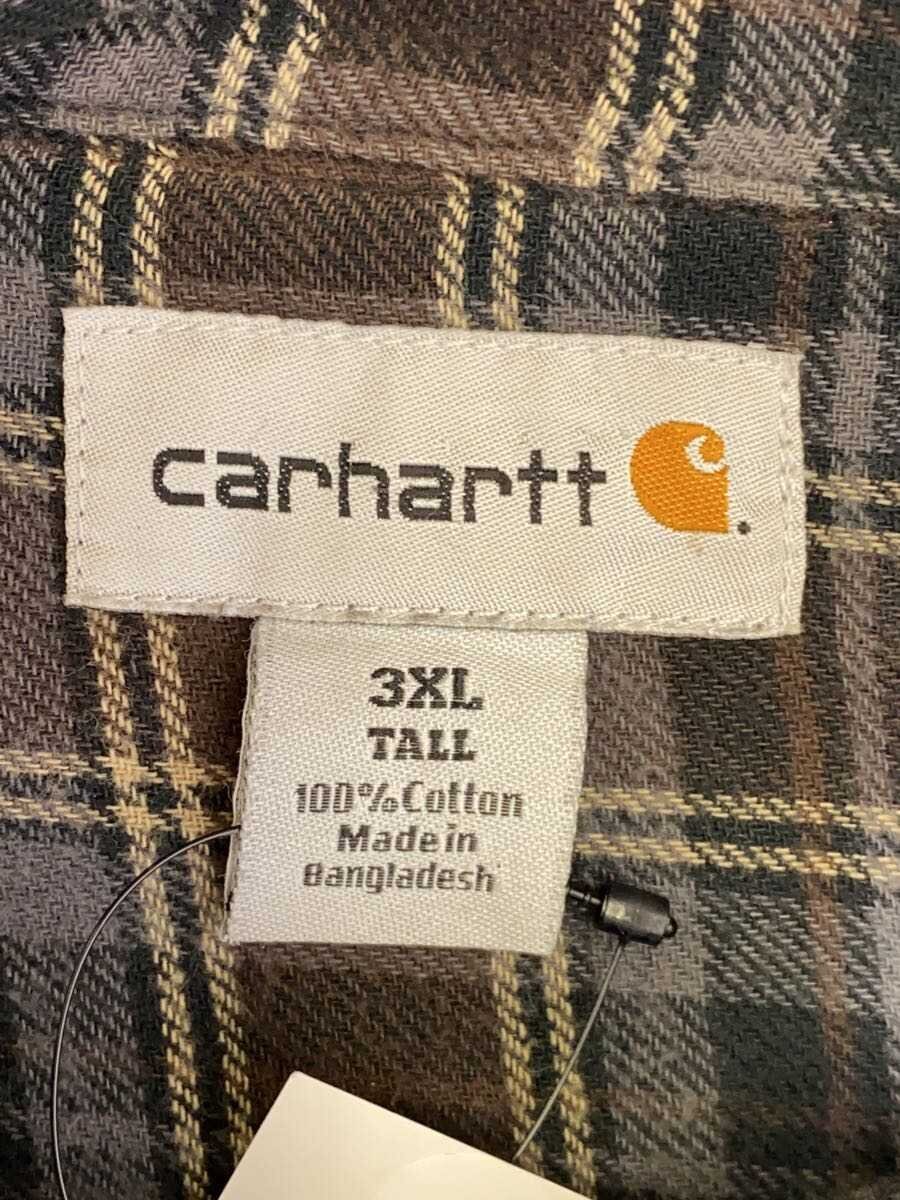 carhartt
3XL
TALL
100%Cotton
Made in
Bangladesh